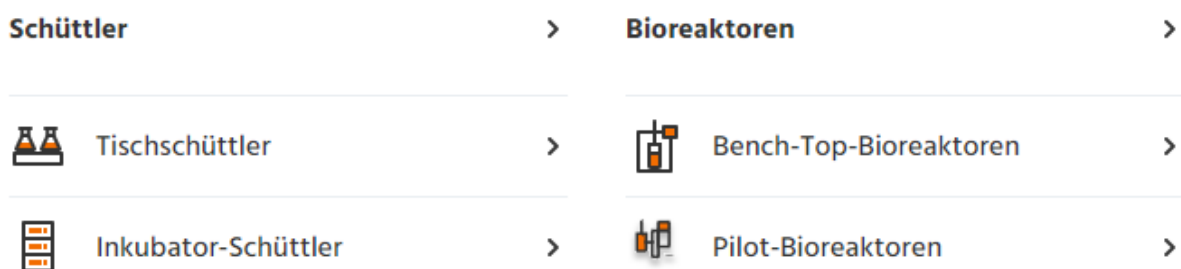 Schüttler
Tischschüttler
Inkubator-Schüttler
Bioreaktoren
Bench-Top-Bioreaktoren
Pilot-Bioreaktoren